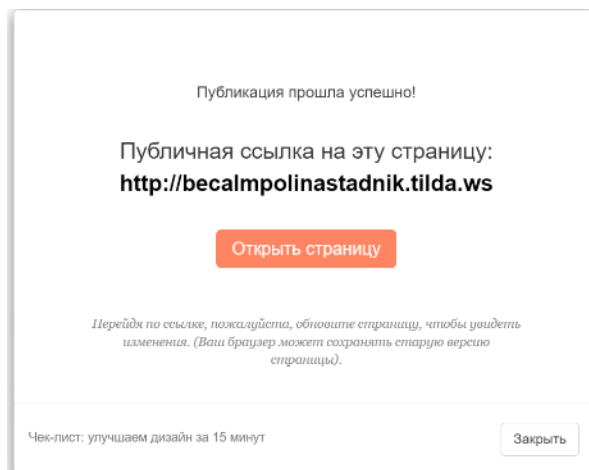 Публикация прошла успешно!
Публичная ссылка на эту страницу:
http://becalmpolinastadnik.tilda.ws
Открыть страницу
Перейдя по ссылке, пожалуйста, обновите страницу, чтобы увидеть
изменения. (Ваш браузер может сохранять старую версию
страницы).
Чек-лист: улучшаем дизайн за 15 минут
Закрыть